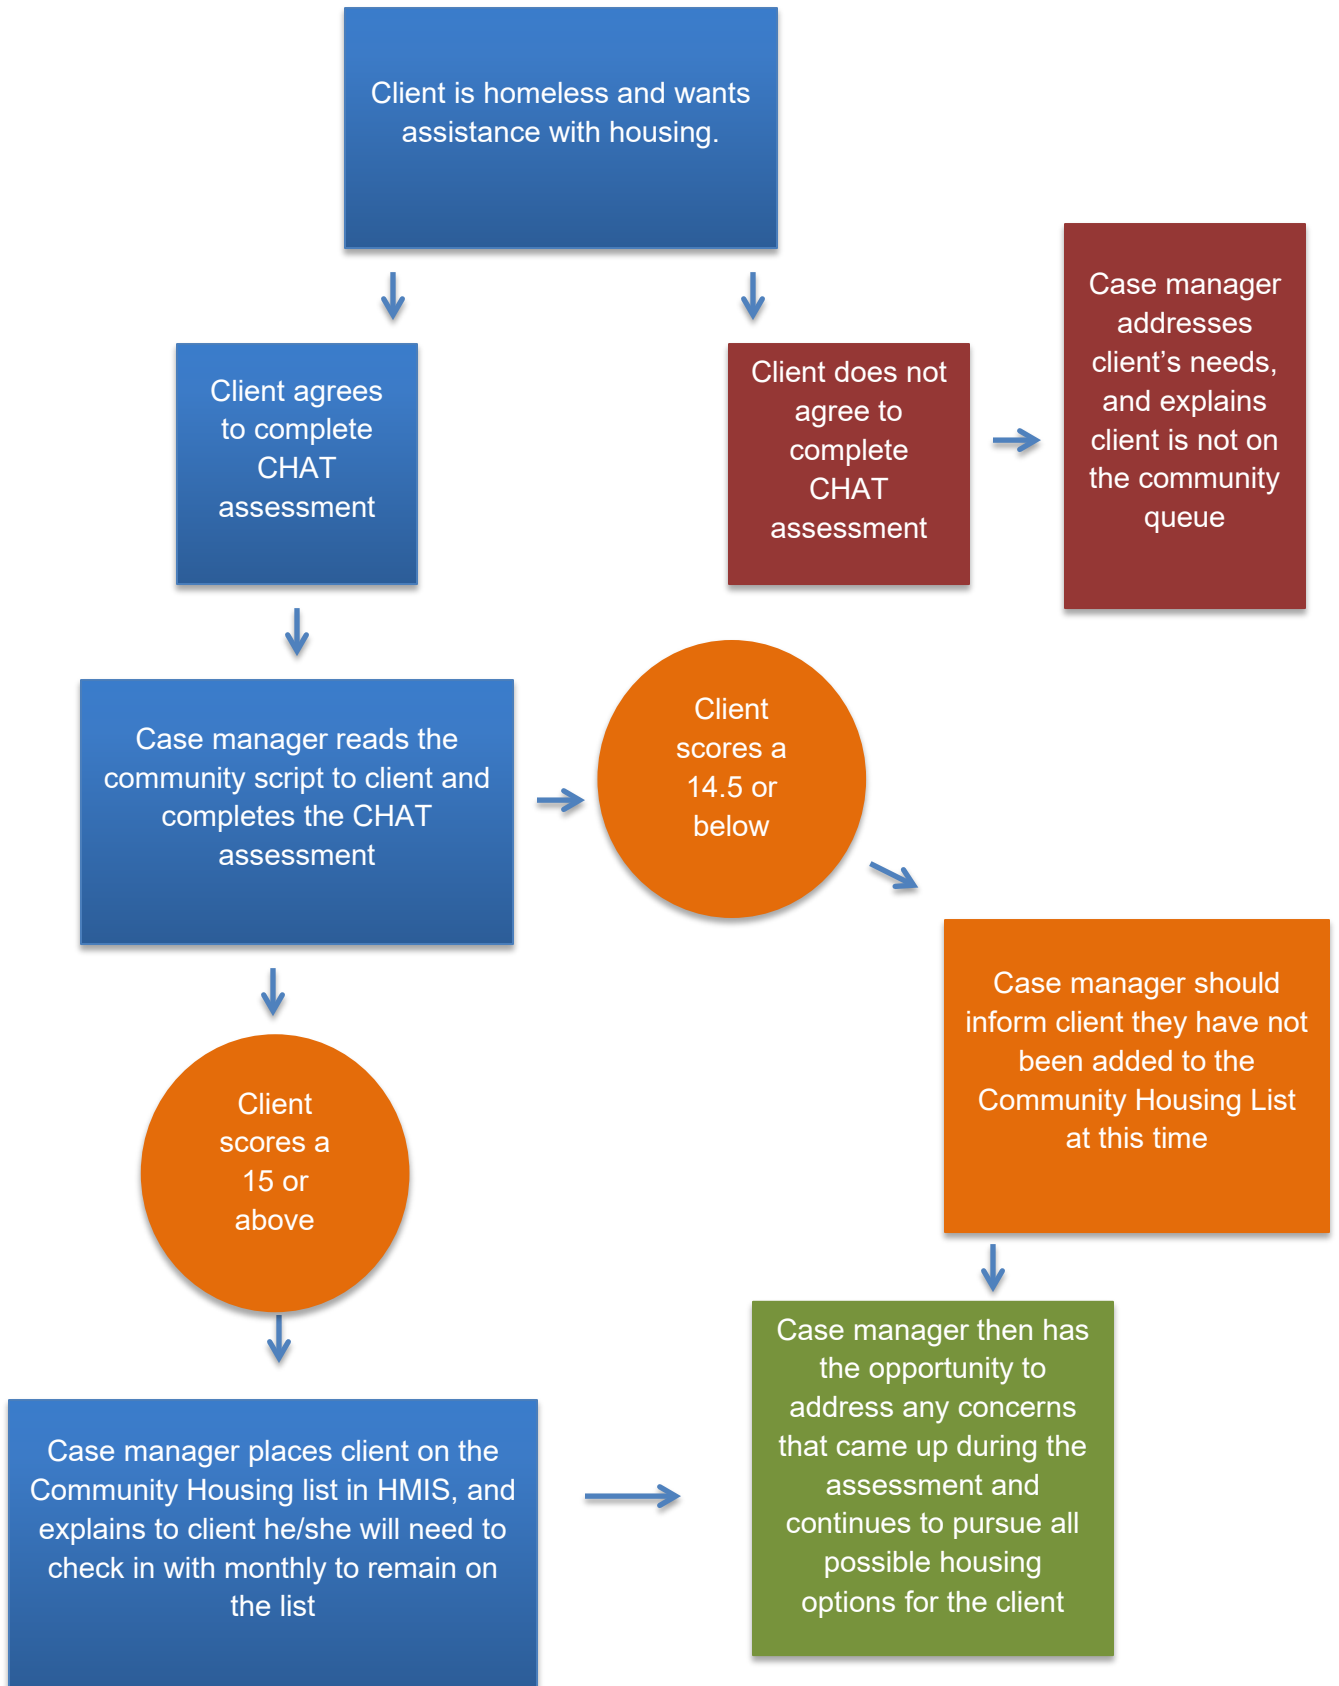 Client is homeless and wants
assistance with housing.
Client agrees
to complete
CHAT
assessment
Client does not
agree to
complete
CHAT
assessment
Case manager
addresses
client’s needs,
and explains
client is not on
the community
queue
Case manager reads the
community script to client and
completes the CHAT
assessment
Client
scores a
14.5 or
below
Case manager should
inform client they have not
been added to the
Community Housing List
at this time
Client
scores a
15 or
above
Case manager places client on the
Community Housing list in HMIS, and
explains to client he/she will need to
check in with monthly to remain on
the list
Case manager then has
the opportunity to
address any concerns
that came up during the
assessment and
continues to pursue all
possible housing
options for the client